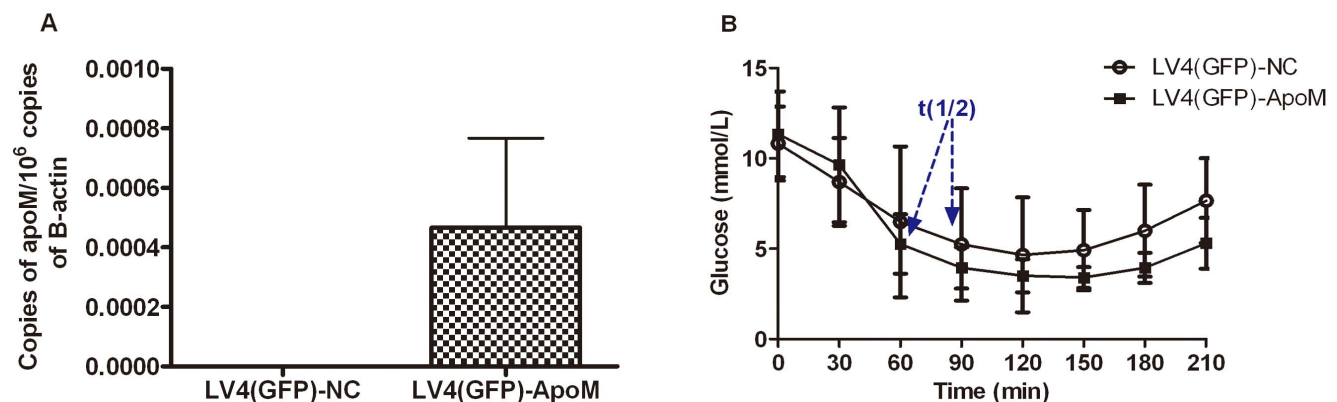 A
Copies of apoM/10⁶ copies
of B-actin
0.0010
0.0008
0.0006
0.0004
0.0002
0.0000
LV4(GFP)-NC
LV4(GFP)-ApoM
B
Glucose (mmol/L)
15
10
5
0
LV4(GFP)-NC
LV4(GFP)-ApoM
t(1/2)
0 30 60 90 120 150 180 210
Time (min)